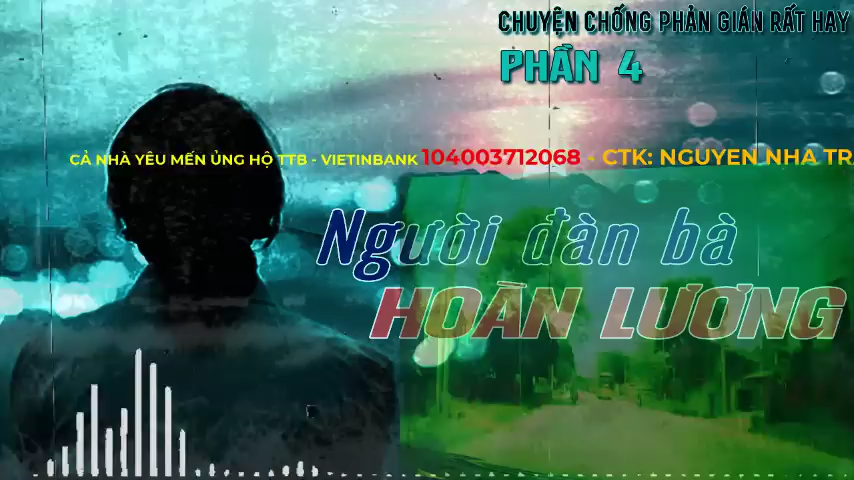 CHUYỆN CHỐNG PHẢN GIÁN RẤT HAY
PHẦN 4
CẢ NHÀ YÊU MẾN ỦNG HỘ TTB - VIETINBANK 104003712068 - CTK: NGUYEN NHA TR
Người đàn bà
HOÀN LƯƠNG